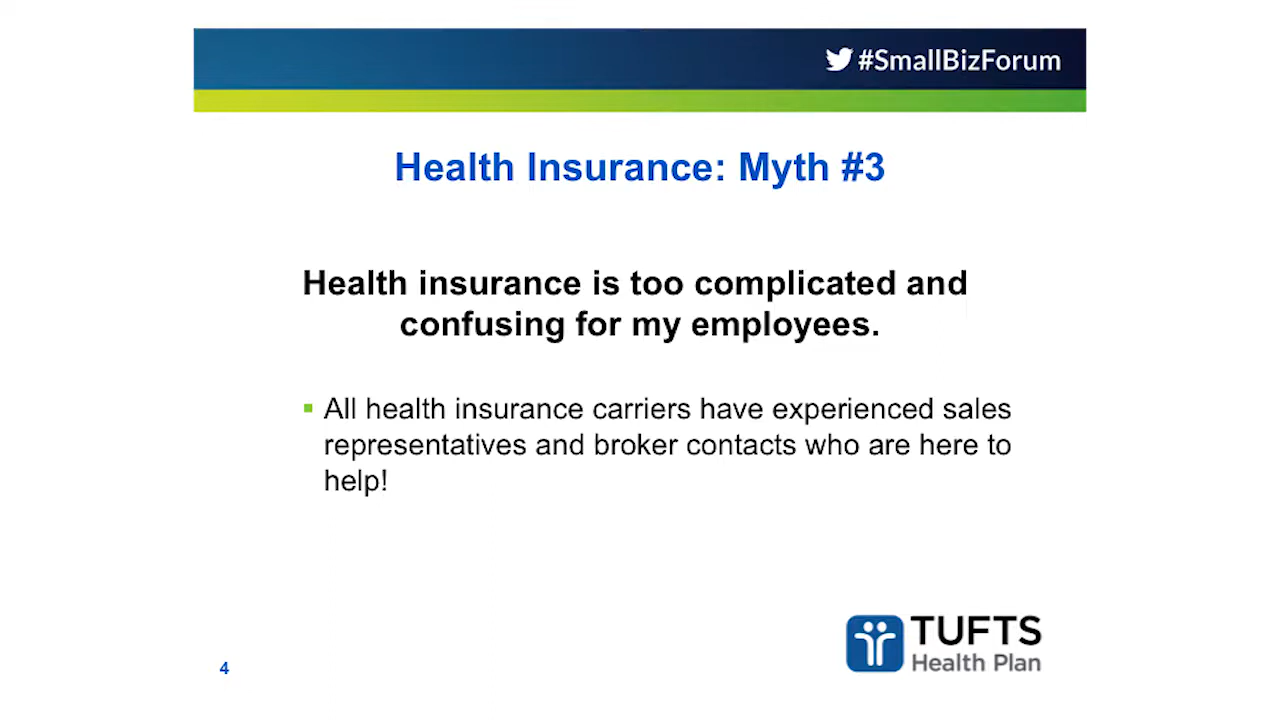 #SmallBizForum
Health Insurance: Myth #3
Health insurance is too complicated and
confusing for my employees.
All health insurance carriers have experienced sales
representatives and broker contacts who are here to
help!
TUFTS
Health Plan
4